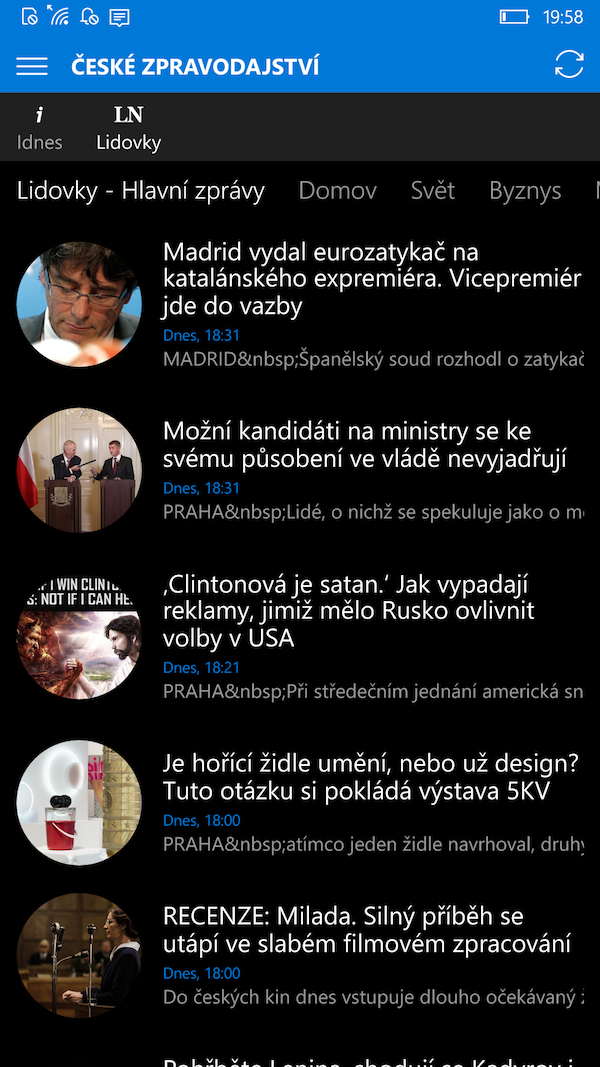 19:58
ČESKÉ ZPRAVODAJSTVÍ
i LN
Idnes Lidovky
Lidovky - Hlavní zprávy Domov Svět Byznys
Madrid vydal eurozatykač na
katalánského expremiéra. Vicepremiér
jde do vazby
Dnes, 18:31
MADRID&nbsp;Španělský soud rozhodl o zatykač
Možní kandidáti na ministry se ke
svému působení ve vládě nevyjadřují
Dnes, 18:31
PRAHA&nbsp;Lidé, o nichž se spekuluje jako o
I WIN
NOT IF I CAN
‚Clintonová je satan.‘ Jak vypadají
reklamy, jimiž mělo Rusko ovlivnit
volby v USA
Dnes, 18:21
PRAHA&nbsp;Při středečním jednání americká sn
Je hořící židle umění, nebo už design?
Tuto otázku si pokládá výstava 5KV
Dnes, 18:00
PRAHA&nbsp;atímco jeden židle navrhoval, druhý
RECENZE: Milada. Silný příběh se
utápí ve slabém filmovém zpracování
Dnes, 18:00
Do českých kin dnes vstupuje dlouho očekávaný